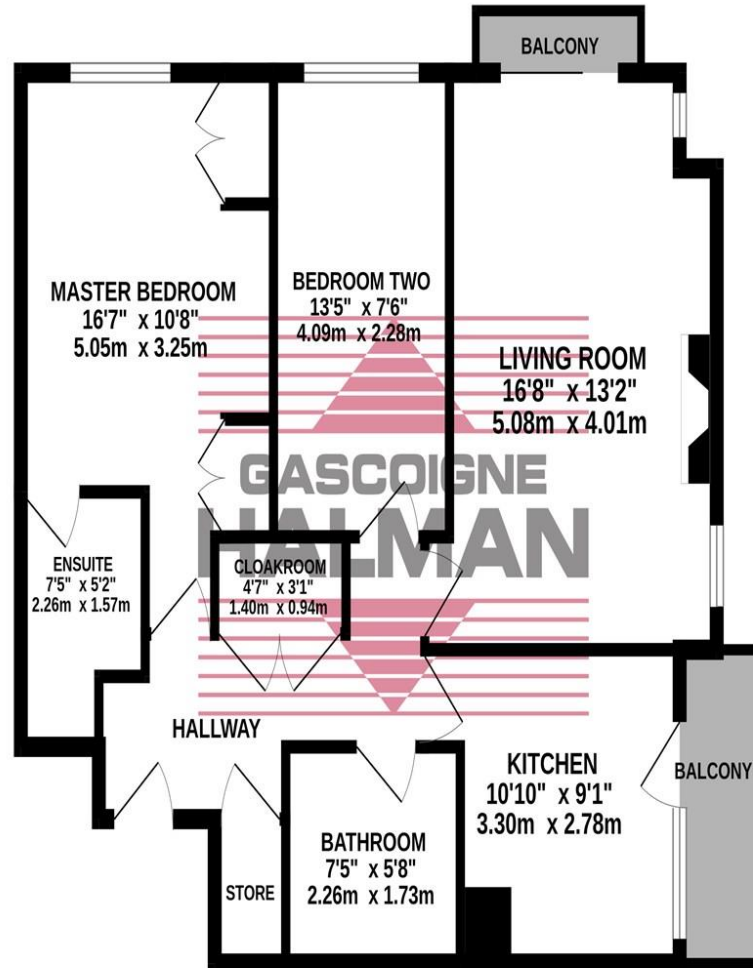 BALCONY
MASTER BEDROOM
16'7" x 10'8"
5.05m x 3.25m
BEDROOM TWO
13'5" x 7'6"
4.09m x 2.28m
LIVING ROOM
16'8" x 13'2"
5.08m x 4.01m
GASCOIGNE
HALMAN
ENSUITE
7'5" x 5'2"
2.26m x 1.57m
CLOAKROOM
4'7" x 3'1"
1.40m x 0.94m
HALLWAY
KITCHEN
10'10" x 9'1"
3.30m x 2.78m
BALCONY
BATHROOM
7'5" x 5'8"
2.26m x 1.73m
STORE